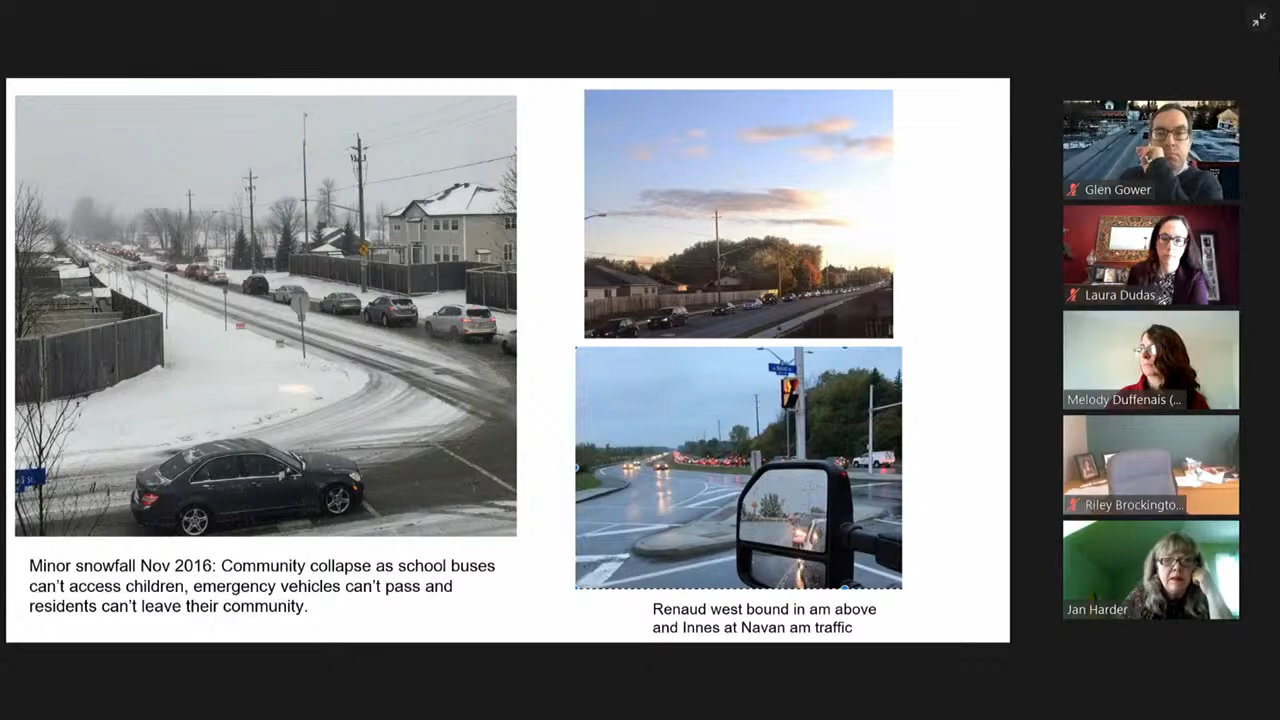 Minor snowfall Nov 2016: Community collapse as school buses
can't access children, emergency vehicles can't pass and
residents can't leave their community.
Renaud west bound in am above
and Innes at Navan am traffic
Glen Gower
Laura Dudas
Melody Duffenais (...
Riley Brockingto...
Jan Harder